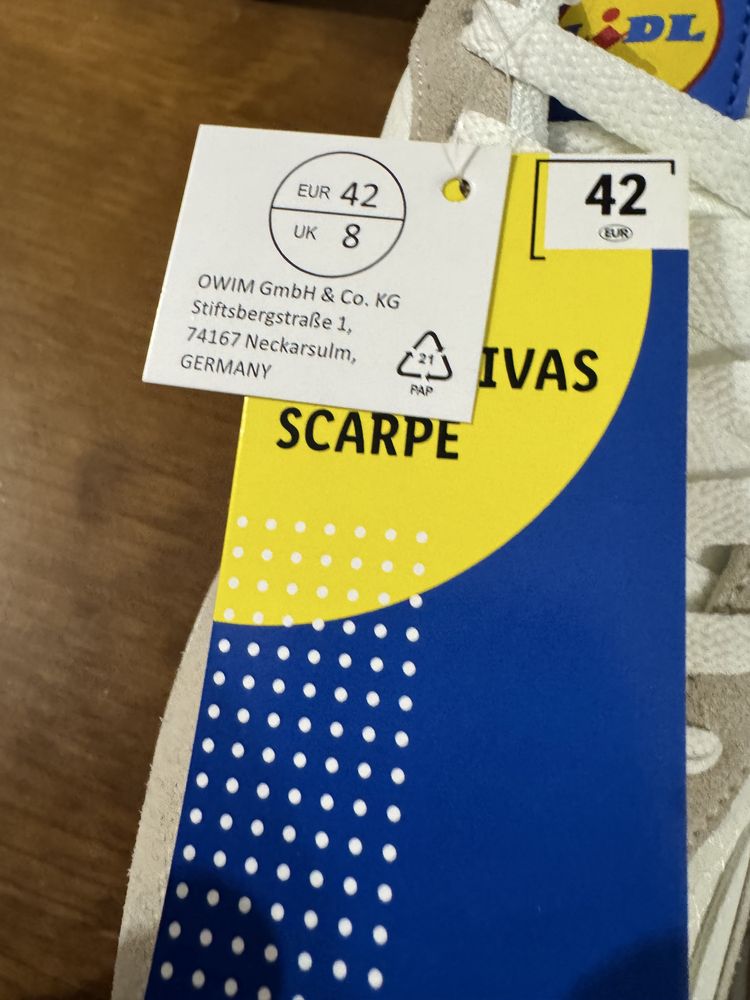 LiDL
EUR 42
UK 8
OWIM GmbH & Co. KG
Stiftsbergstraße 1,
74167 Neckarsulm,
GERMANY
21
PAP
42
EUR
IVAS
SCARPE